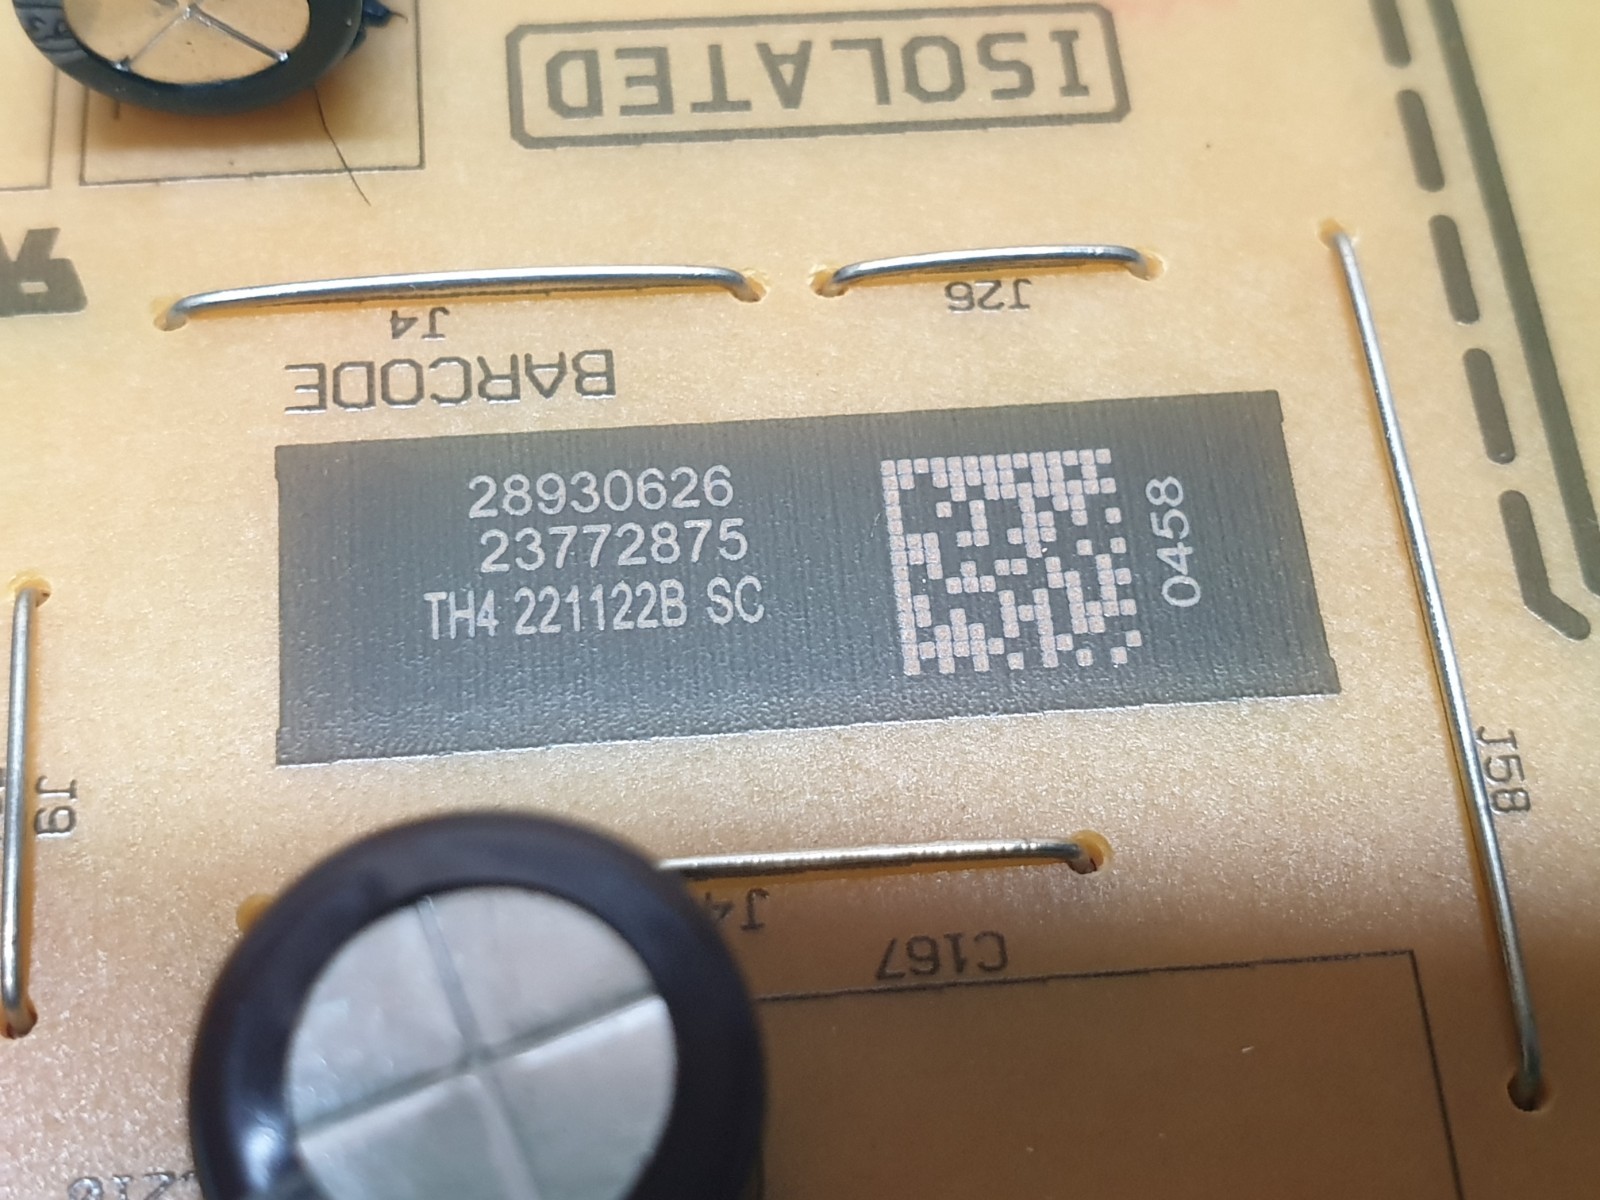 ISOLATED
J4
J26
BARCODE
28930626
23772875
TH4 221122B SC
0458
J9
J58
C167